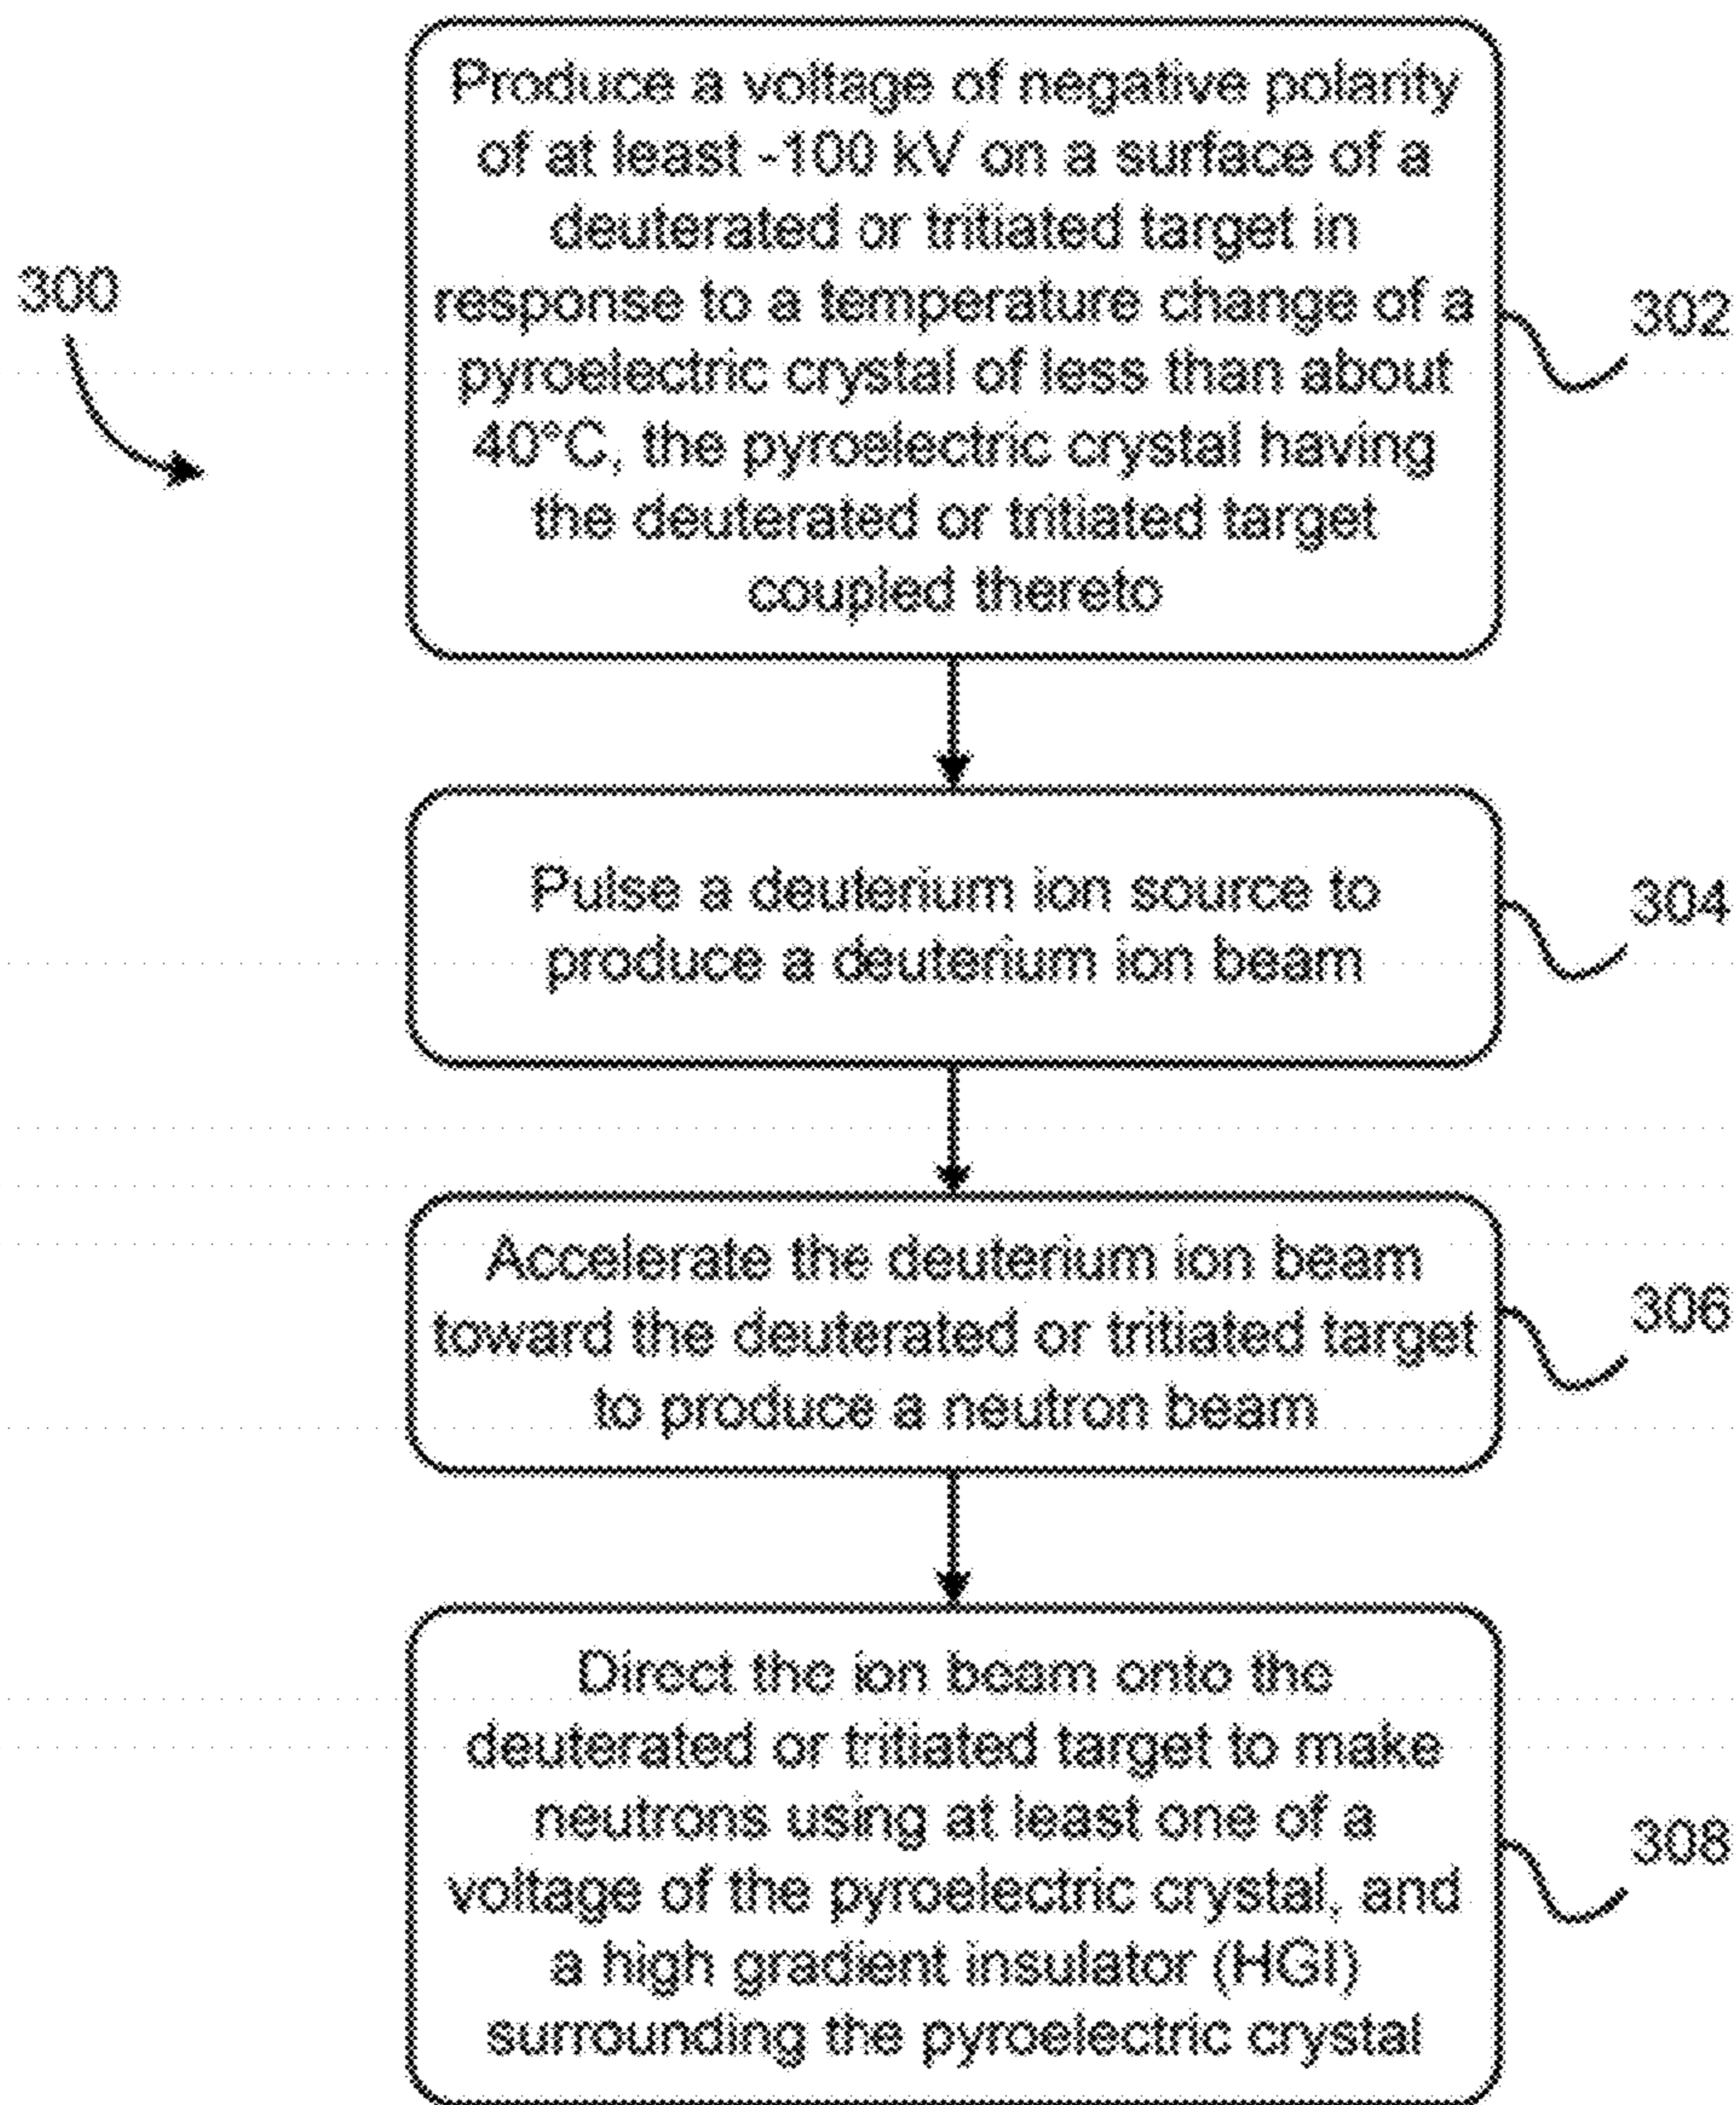 Produce a voltage of negative polarity
of at least -100 kV on a surface of a
deuterated or tritiated target in
response to a temperature change of a
pyroelectric crystal of less than about
40°C, the pyroelectric crystal having
the deuterated or tritiated target
coupled thereto
300
302
Pulse a deuterium ion source to
produce a deuterium ion beam
304
Accelerate the deuterium ion beam
toward the deuterated or tritiated target
to produce a neutron beam
306
Direct the ion beam onto the
deuterated or tritiated target to make
neutrons using at least one of a
voltage of the pyroelectric crystal, and
a high gradient insulator (HGI)
surrounding the pyroelectric crystal
308